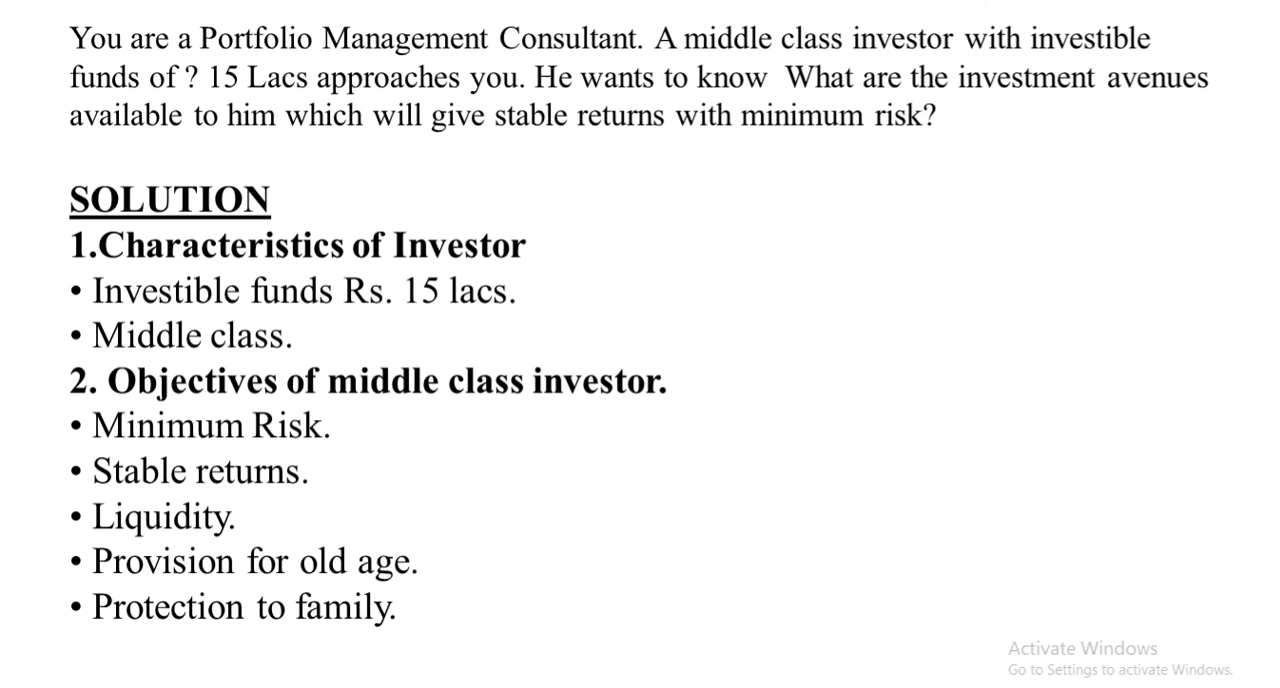 You are a Portfolio Management Consultant. A middle class investor with investible
funds of ? 15 Lacs approaches you. He wants to know What are the investment avenues
available to him which will give stable returns with minimum risk?
SOLUTION
1.Characteristics of Investor
• Investible funds Rs. 15 lacs.
• Middle class.
2. Objectives of middle class investor.
• Minimum Risk.
• Stable returns.
• Liquidity.
• Provision for old age.
• Protection to family.
Activate Windows
Go to Settings to activate Windows.